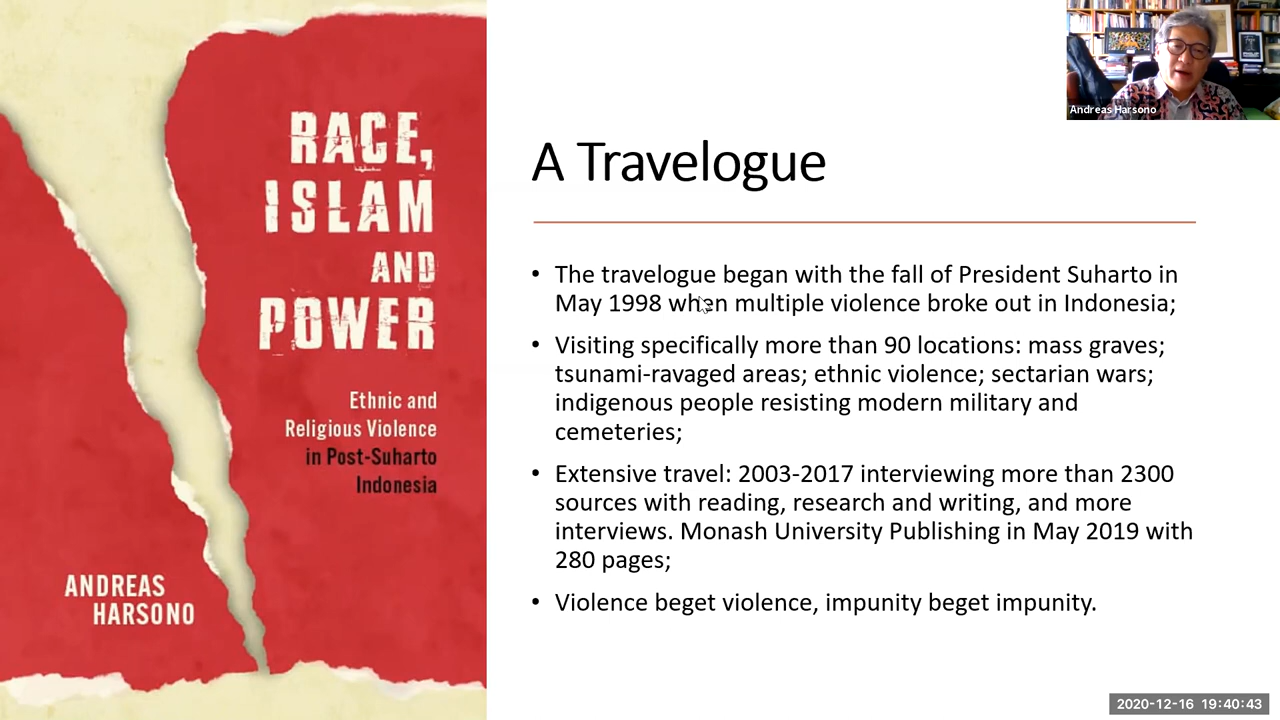 RACE,
ISLAM
AND
POWER
Ethnic and
Religious Violence
in Post-Suharto
Indonesia
ANDREAS
HARSONO
A Travelogue
• The travelogue began with the fall of President Suharto in
May 1998 when multiple violence broke out in Indonesia;
• Visiting specifically more than 90 locations: mass graves;
tsunami-ravaged areas; ethnic violence; sectarian wars;
indigenous people resisting modern military and
cemeteries;
• Extensive travel: 2003-2017 interviewing more than 2300
sources with reading, research and writing, and more
interviews. Monash University Publishing in May 2019 with
280 pages;
• Violence beget violence, impunity beget impunity.
Andreas Harsono
2020-12-16 19:40:43